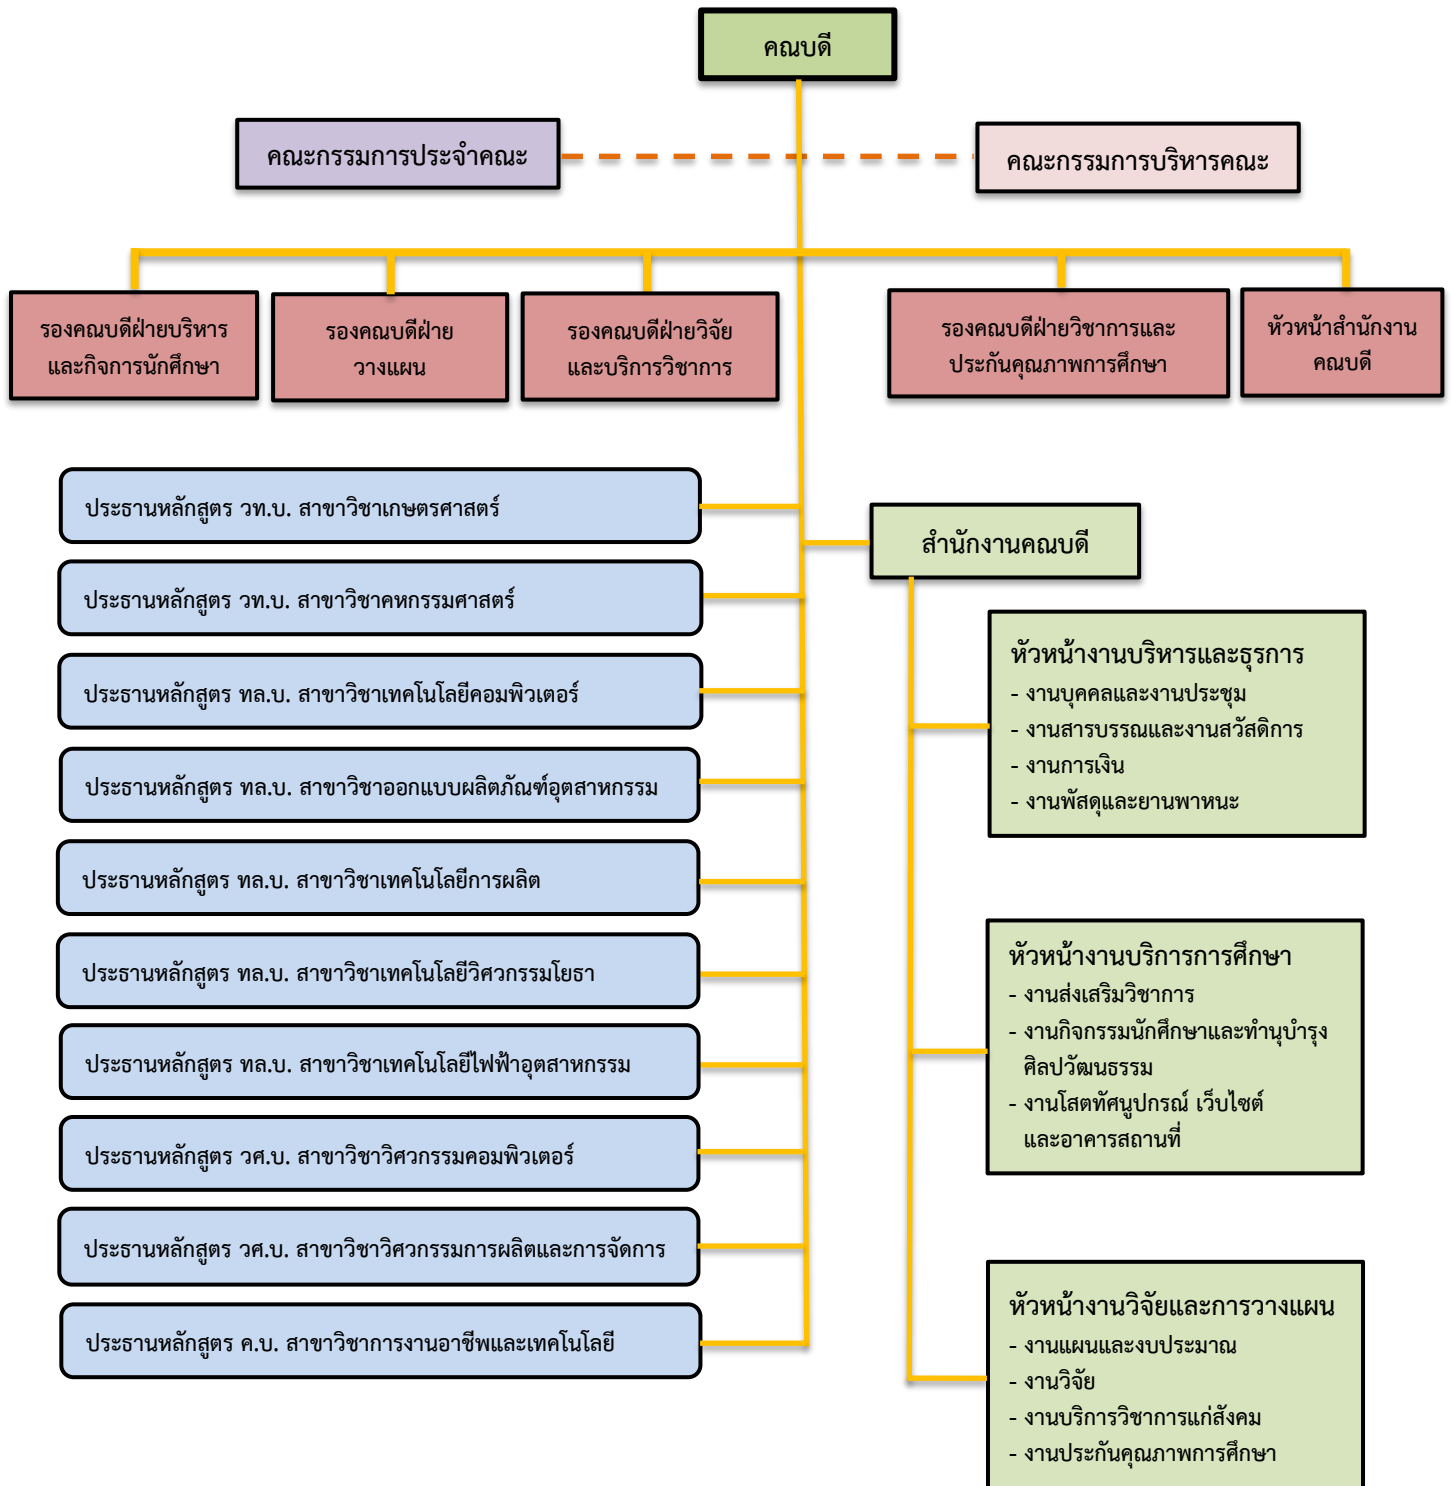 คณบดี
คณะกรรมการประจำคณะ
คณะกรรมการบริหารคณะ
รองคณบดีฝ่ายบริหาร
และกิจการนักศึกษา
รองคณบดีฝ่าย
วางแผน
รองคณบดีฝ่ายวิจัย
และบริการวิชาการ
รองคณบดีฝ่ายวิชาการและ
ประกันคุณภาพการศึกษา
หัวหน้าสำนักงาน
คณบดี
ประธานหลักสูตร วท.บ. สาขาวิชาเกษตรศาสตร์
ประธานหลักสูตร วท.บ. สาขาวิชาคหกรรมศาสตร์
ประธานหลักสูตร ทล.บ. สาขาวิชาเทคโนโลยีคอมพิวเตอร์
ประธานหลักสูตร ทล.บ. สาขาวิชาออกแบบผลิตภัณฑ์อุตสาหกรรม
ประธานหลักสูตร ทล.บ. สาขาวิชาเทคโนโลยีการผลิต
ประธานหลักสูตร ทล.บ. สาขาวิชาเทคโนโลยีวิศวกรรมโยธา
ประธานหลักสูตร ทล.บ. สาขาวิชาเทคโนโลยีไฟฟ้าอุตสาหกรรม
ประธานหลักสูตร วศ.บ. สาขาวิชาวิศวกรรมคอมพิวเตอร์
ประธานหลักสูตร วศ.บ. สาขาวิชาวิศวกรรมการผลิตและการจัดการ
ประธานหลักสูตร ค.บ. สาขาวิชาการงานอาชีพและเทคโนโลยี
สำนักงานคณบดี
หัวหน้างานบริหารและธุรการ
- งานบุคคลและงานประชุม
- งานสารบรรณและงานสวัสดิการ
- งานการเงิน
- งานพัสดุและยานพาหนะ
หัวหน้างานบริการการศึกษา
- งานส่งเสริมวิชาการ
- งานกิจกรรมนักศึกษาและทำนุบำรุง
ศิลปวัฒนธรรม
- งานโสตทัศนูปกรณ์ เว็บไซต์
และอาคารสถานที่
หัวหน้างานวิจัยและการวางแผน
- งานแผนและงบประมาณ
- งานวิจัย
- งานบริการวิชาการแก่สังคม
- งานประกันคุณภาพการศึกษา